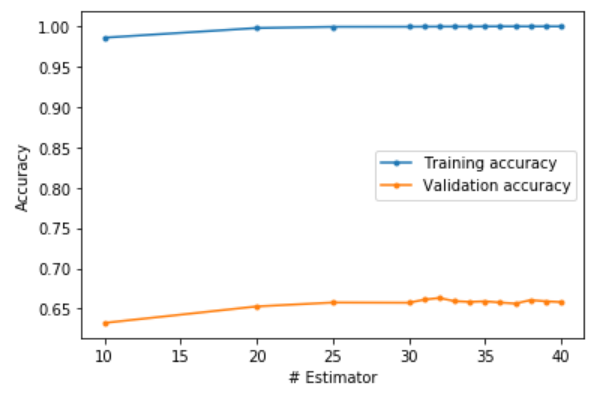 1.00
0.95
0.90
0.85
0.80
0.75
0.70
0.65
Accuracy
Training accuracy
Validation accuracy
10 15 20 25 30 35 40
# Estimator